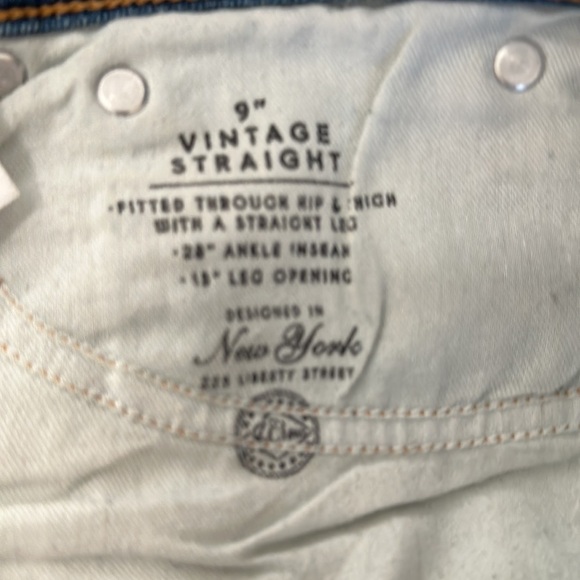 9"
VINTAGE
STRAIGHT
•FITTED THROUGH HIP & THIGH
WITH A STRAIGHT LEG
•28" ANKLE INSEAM
•15" LEG OPENING
DESIGNED IN
New York
225 LIBERTY STREET